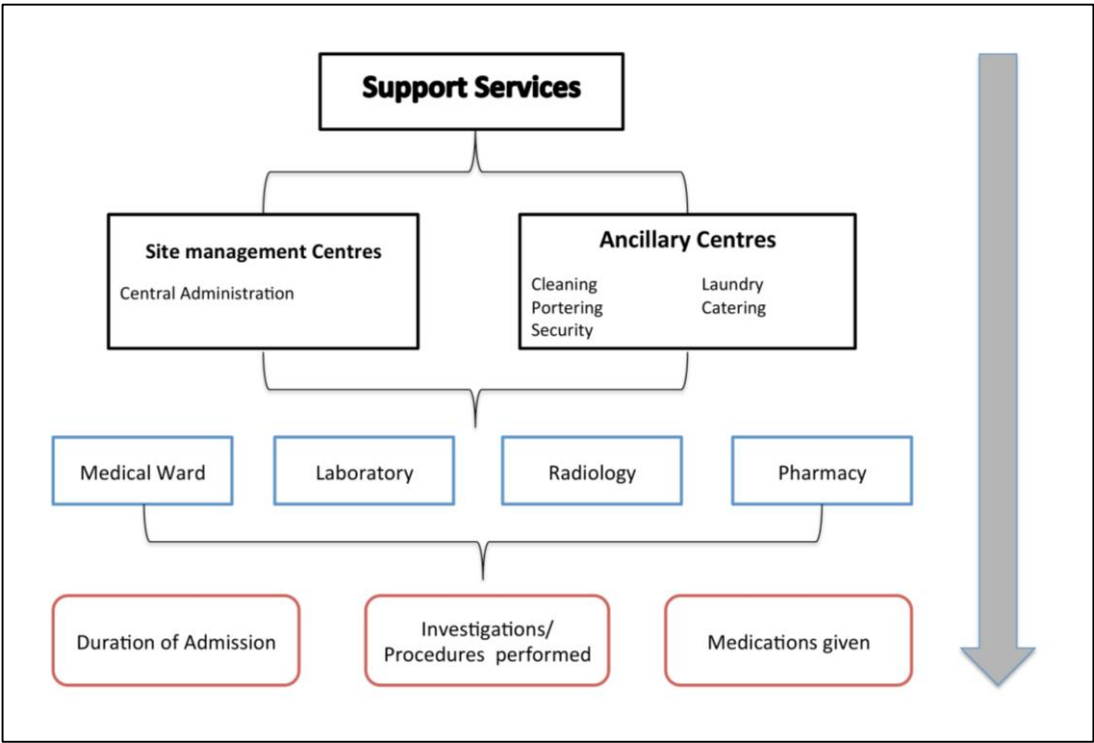 Support Services
Site management Centres
Central Administration
Ancillary Centres
Cleaning
Portering
Security
Laundry
Catering
Medical Ward
Laboratory
Radiology
Pharmacy
Duration of Admission
Investigations/
Procedures performed
Medications given